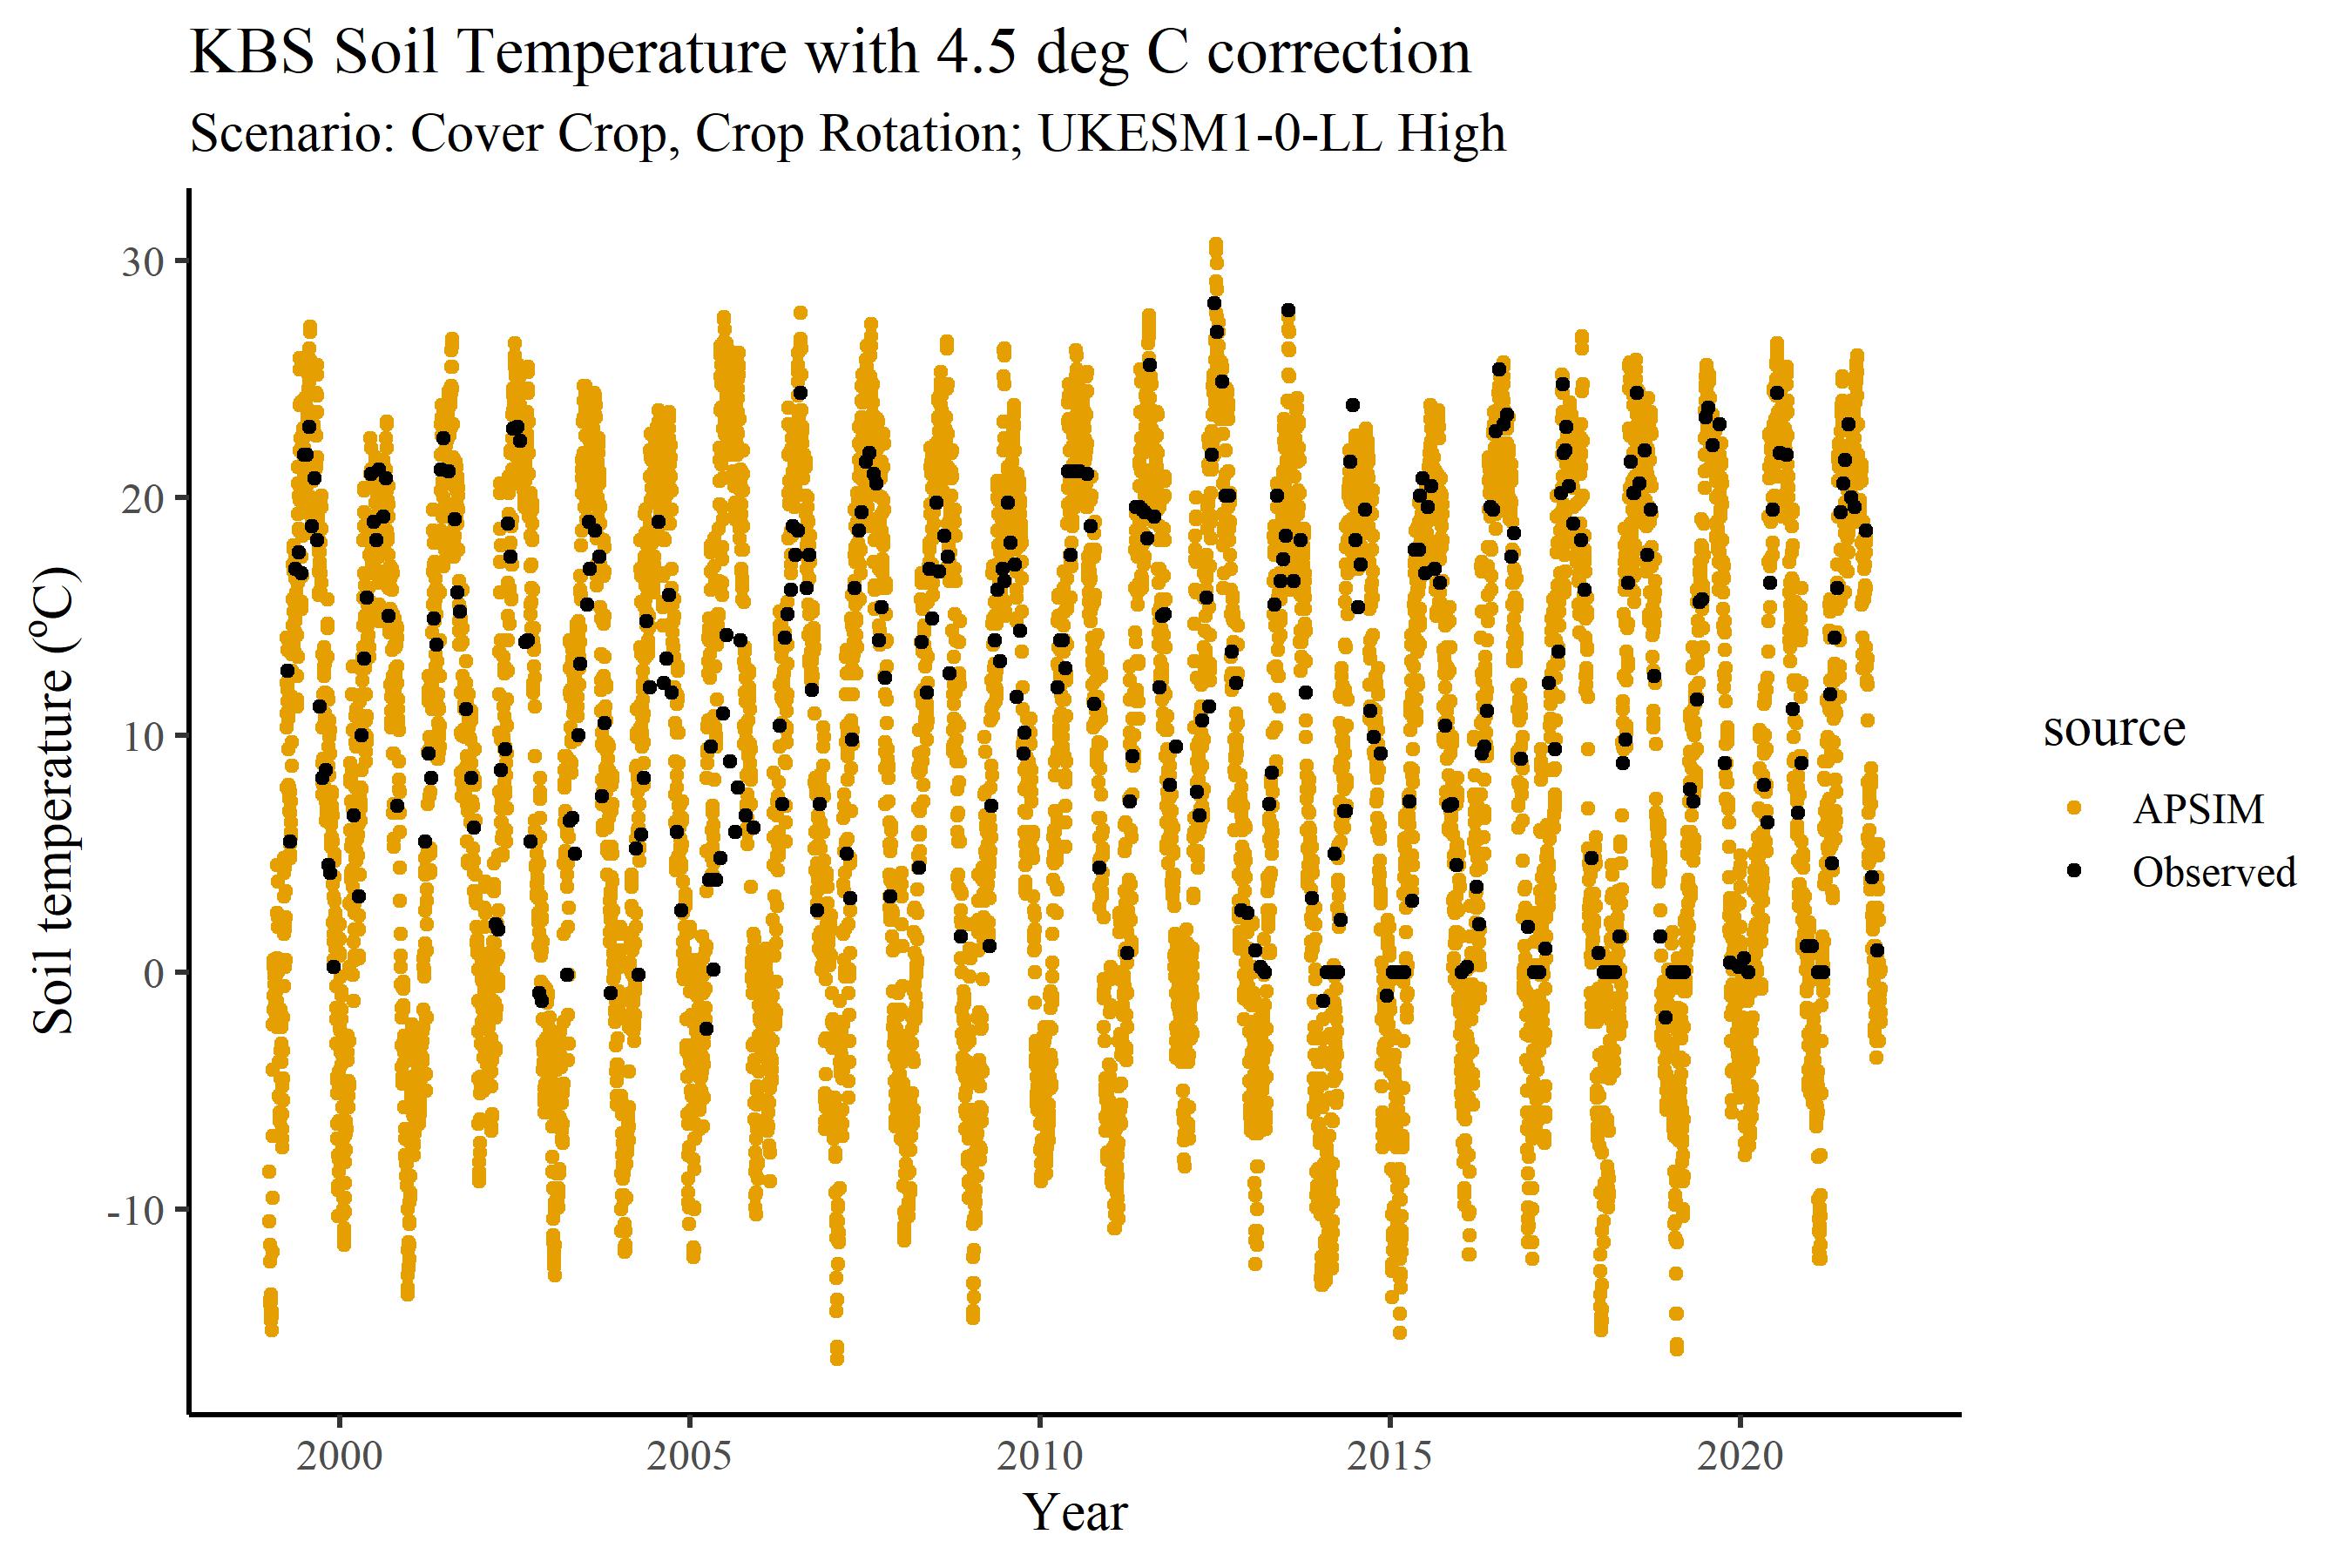 KBS Soil Temperature with 4.5 deg C correction
Scenario: Cover Crop, Crop Rotation; UKESM1-0-LL High
Soil temperature (ºC)
30
20
10
0
-10
2000
2005
2010
2015
2020
Year
source
APSIM
Observed